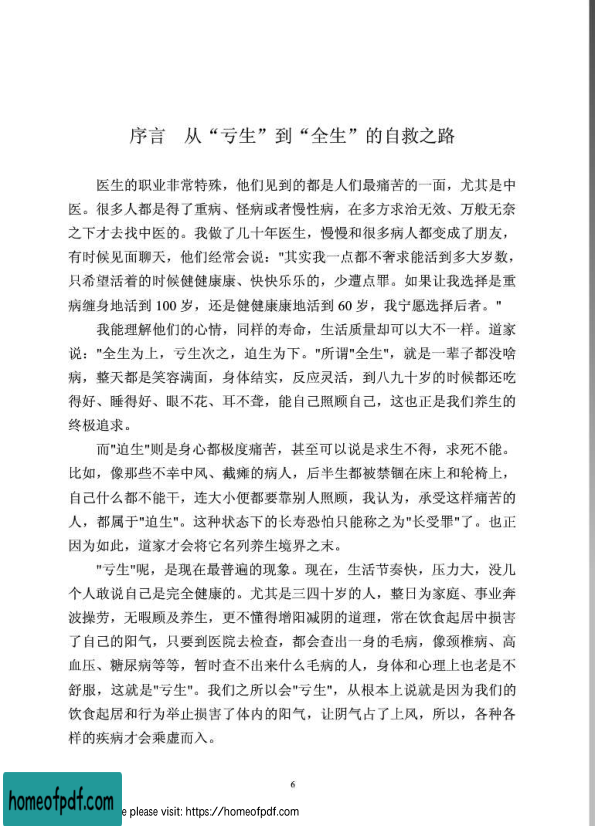 序言 从“亏生”到“全生”的自救之路
医生的职业非常特殊，他们见到的都是人们最痛苦的一面，尤其是中
医。很多人都是得了重病、怪病或者慢性病，在多方求治无效、万般无奈
之下才去找中医的。我做了几十年医生，慢慢和很多病人都变成了朋友，
有时候见面聊天，他们经常会说："其实我一点都不奢求能活到多大岁数，
只希望活着的时候健健康康、快快乐乐的，少遭点罪。如果让我选择是重
病缠身地活到 100 岁，还是健健康康地活到 60 岁，我宁愿选择后者。"
我能理解他们的心情，同样的寿命，生活质量却可以大不一样。道家
说："全生为上，亏生次之，迫生为下。"所谓"全生"，就是一辈子都没啥
病，整天都是笑容满面，身体结实，反应灵活，到八九十岁的时候都还吃
得好、睡得好、眼不花、耳不聋，能自己照顾自己，这也正是我们养生的
终极追求。
而"迫生"则是身心都极度痛苦，甚至可以说是求生不得，求死不能。
比如，像那些不幸中风、截瘫的病人，后半生都被禁锢在床上和轮椅上，
自己什么都不能干，连大小便都要靠别人照顾，我认为，承受这样痛苦的
人，都属于"迫生"。这种状态下的长寿恐怕只能称之为"长受罪"了。也正
因为如此，道家才会将它名列养生境界之末。
"亏生"呢，是现在最普遍的现象。现在，生活节奏快，压力大，没几
个人敢说自己是完全健康的。尤其是三四十岁的人，整日为家庭、事业奔
波操劳，无暇顾及养生，更不懂得增阳减阴的道理，常在饮食起居中损害
了自己的阳气，只要到医院去检查，都会查出一身的毛病，像颈椎病、高
血压、糖尿病等等，暂时查不出来什么毛病的人，身体和心理上也老是不
舒服，这就是"亏生"。我们之所以会"亏生"，从根本上说就是因为我们的
饮食起居和行为举止损害了体内的阳气，让阴气占了上风，所以，各种各
样的疾病才会乘虚而入。
6
homeofpdf.com
e please visit: https://homeofpdf.com